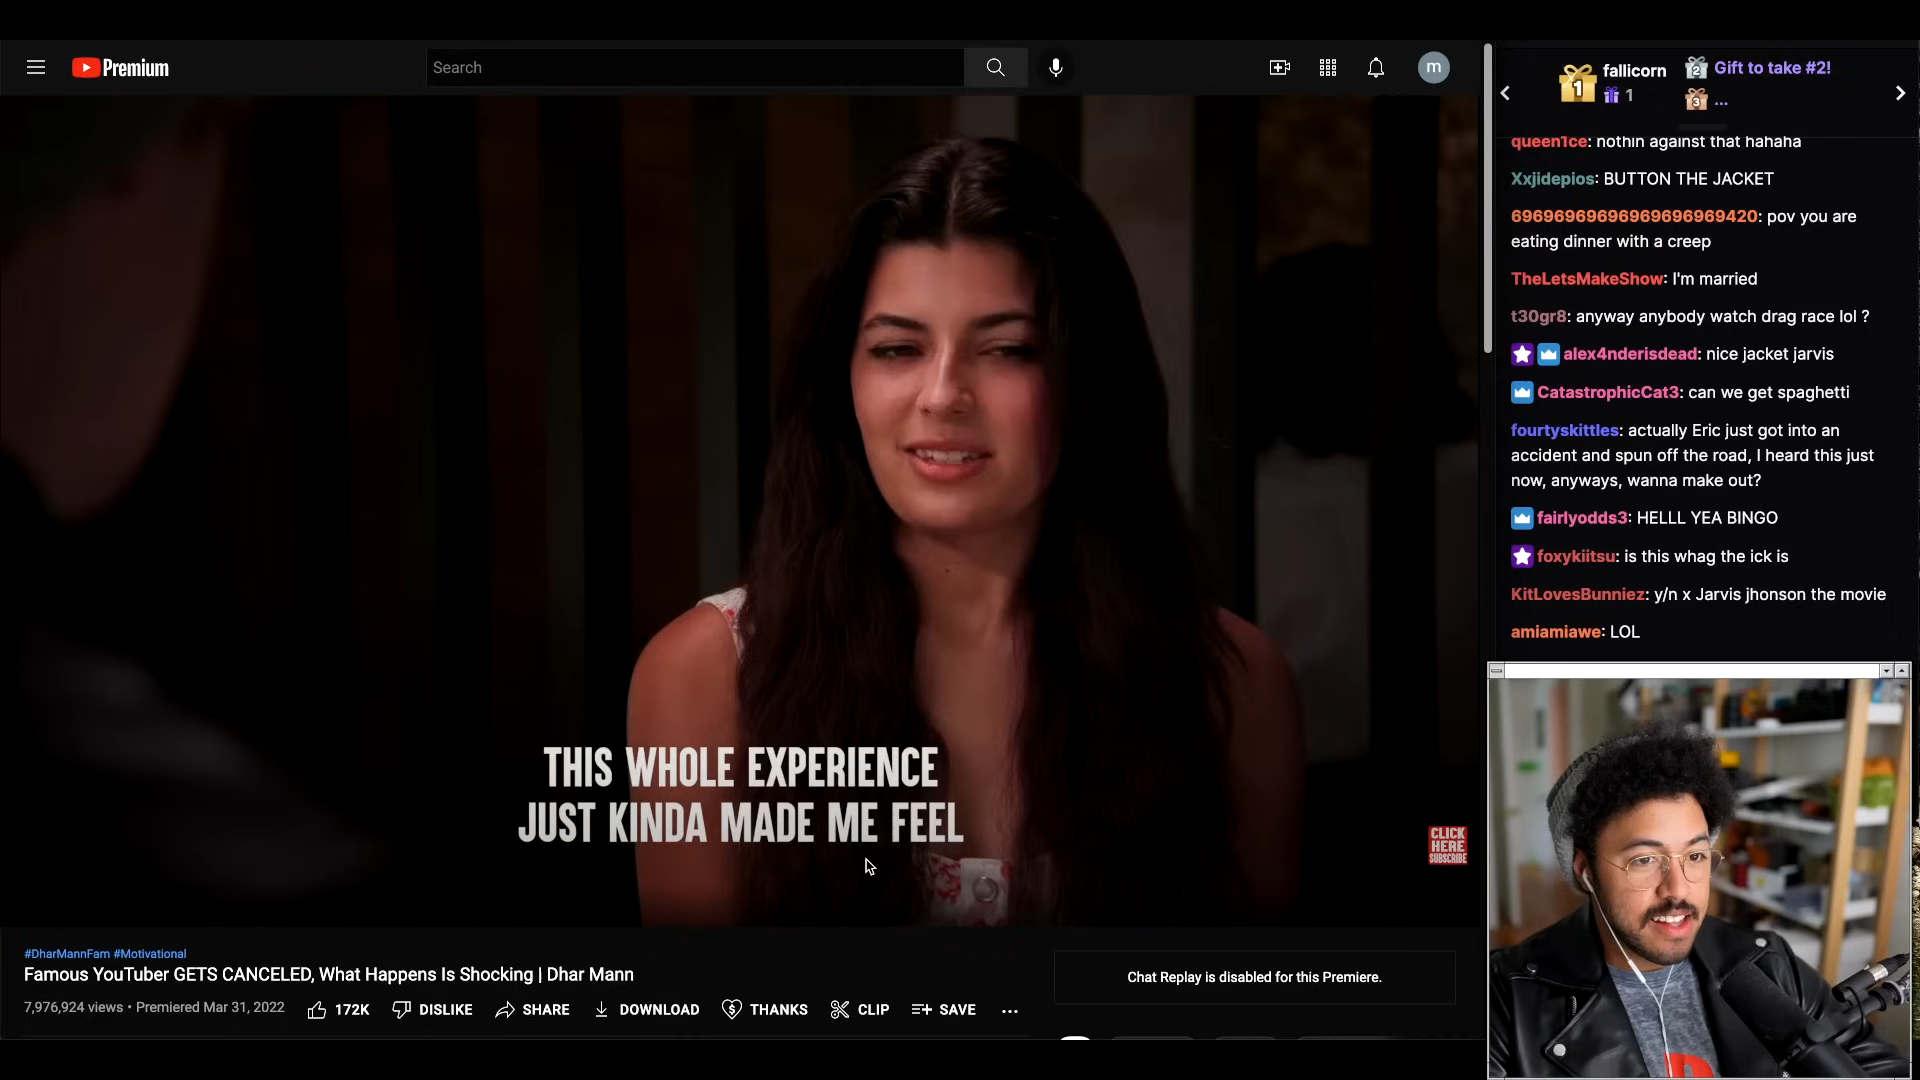 Premium
Search
m
1
fallicorn
1
2
Gift to take #2!
3
...
queen1ce: nothin against that hahaha
Xxjidepios: BUTTON THE JACKET
69696969696969696969420: pov you are
eating dinner with a creep
TheLetsMakeShow: I'm married
t30gr8: anyway anybody watch drag race lol ?
alex4nderisdead: nice jacket jarvis
CatastrophicCat3: can we get spaghetti
fourtyskittles: actually Eric just got into an
accident and spun off the road, I heard this just
now, anyways, wanna make out?
fairlyodds3: HELLL YEA BINGO
foxykiitsu: is this whag the ick is
KitLovesBunniez: y/n x Jarvis jhonson the movie
amiamiawe: LOL
THIS WHOLE EXPERIENCE
JUST KINDA MADE ME FEEL
CLICK
HERE
SUBSCRIBE
#DharMannFam #Motivational
Famous YouTuber GETS CANCELED, What Happens Is Shocking | Dhar Mann
7,976,924 views • Premiered Mar 31, 2022
172K
DISLIKE
SHARE
DOWNLOAD
THANKS
CLIP
SAVE
...
Chat Replay is disabled for this Premiere.